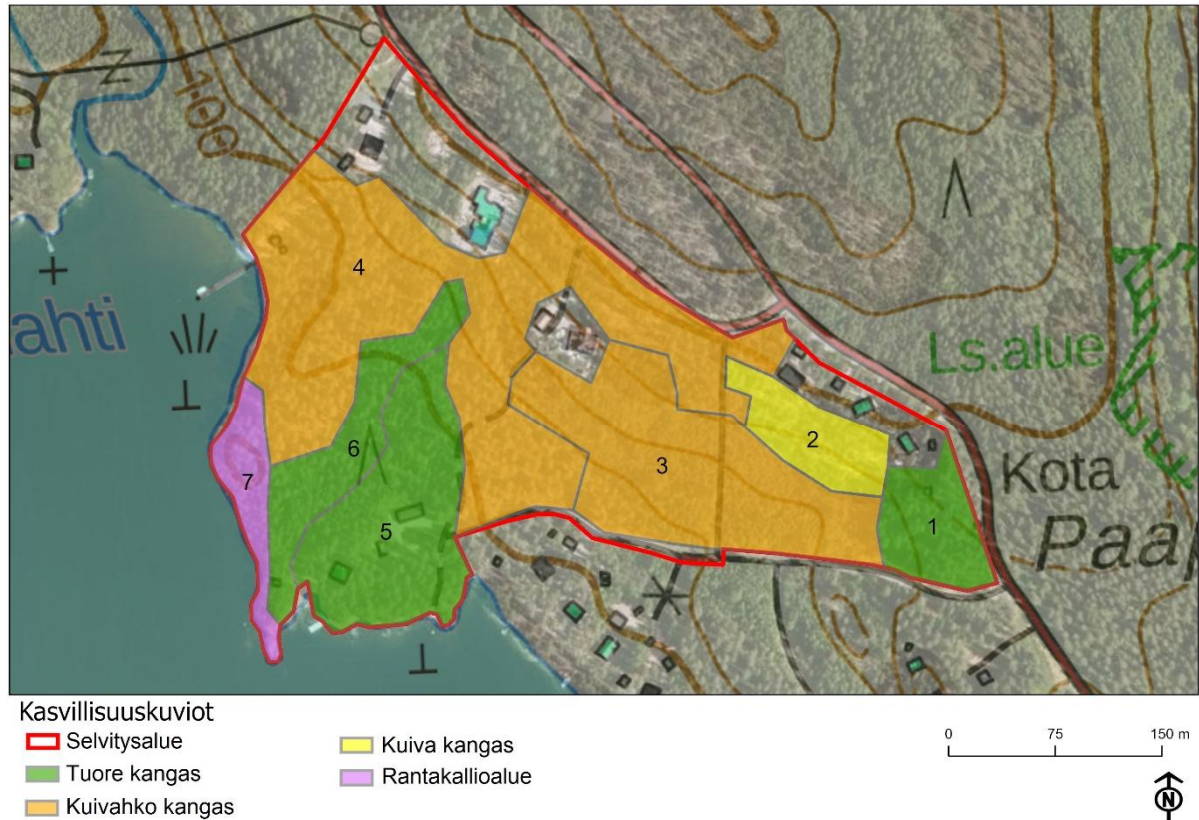 100
4
ahti
Ls.alue
2
3
6
7
Kota
5
1
Paa
Kasvillisuuskuviot
Selvitysalue
Tuore kangas
Kuivahko kangas
Kuiva kangas
Rantakallioalue
0 75 150 m
N